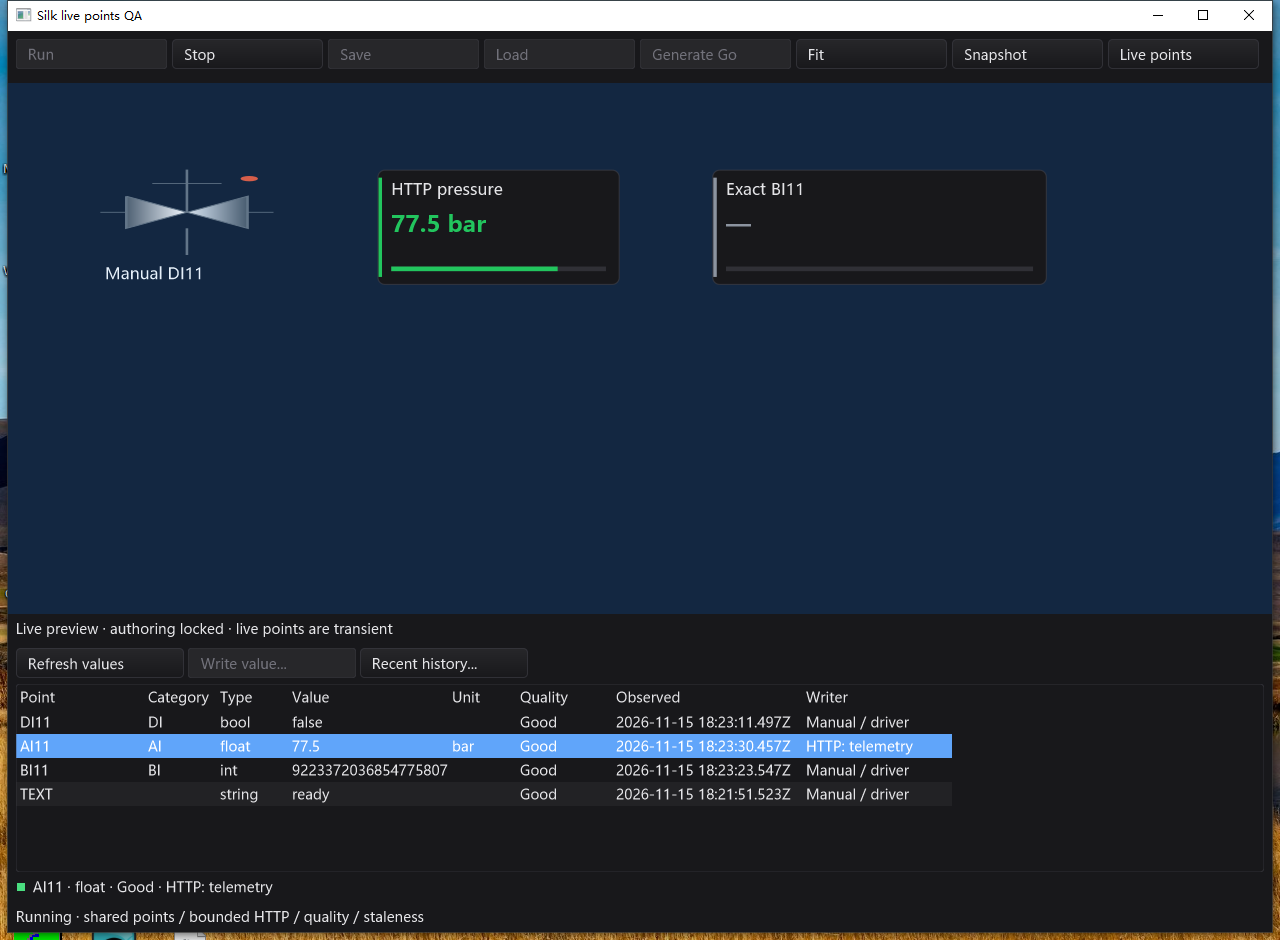 Silk live points QA
Run Stop Save Load Generate Go Fit Snapshot Live points
HTTP pressure
77.5 bar
Exact BI11
—
Manual DI11
Live preview · authoring locked · live points are transient
Refresh values Write value... Recent history...
Point Category Type Value Unit Quality Observed Writer
DI11 DI bool false Good 2026-11-15 18:23:11.497Z Manual / driver
AI11 AI float 77.5 bar Good 2026-11-15 18:23:30.457Z HTTP: telemetry
BI11 BI int 9223372036854775807 Good 2026-11-15 18:23:23.547Z Manual / driver
TEXT string ready Good 2026-11-15 18:21:51.523Z Manual / driver
AI11 · float · Good · HTTP: telemetry
Running · shared points / bounded HTTP / quality / staleness